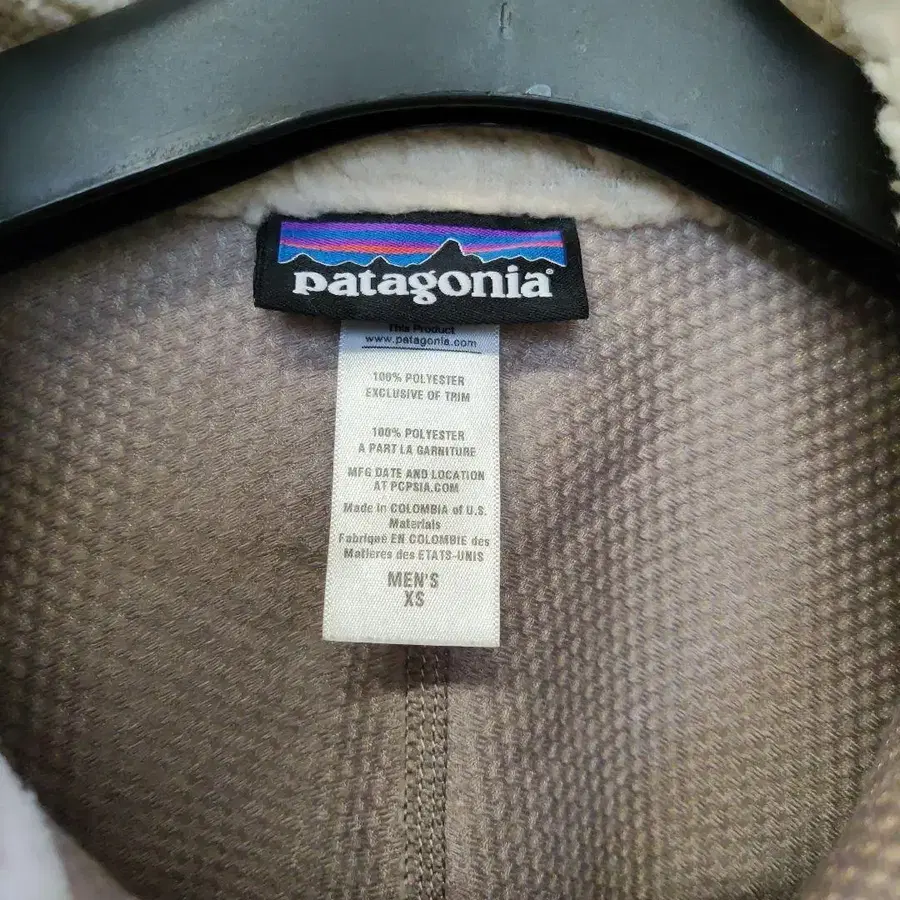 patagonia®
This Product
www.patagonia.com
100% POLYESTER
EXCLUSIVE OF TRIM
100% POLYESTER
A PART LA GARNITURE
MFG DATE AND LOCATION
AT PCPSIA.COM
Made in COLOMBIA of U.S.
Materials
Fabriqué EN COLOMBIE des
Matieres des ETATS-UNIS
MEN'S
XS